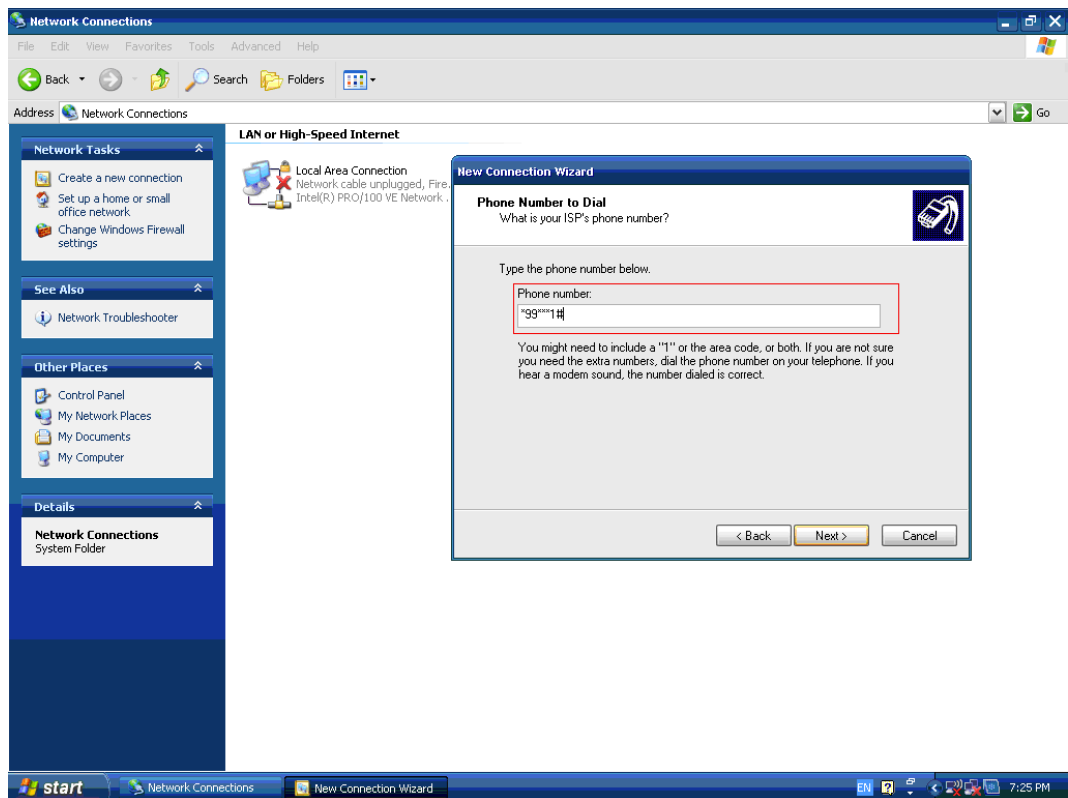 Network Connections
File Edit View Favorites Tools Advanced Help
Back Search Folders
Address Network Connections Go
LAN or High-Speed Internet
Network Tasks
Create a new connection
Set up a home or small
office network
Change Windows Firewall
settings
See Also
Network Troubleshooter
Other Places
Control Panel
My Network Places
My Documents
My Computer
Details
Network Connections
System Folder
Local Area Connection
Network cable unplugged, Fire...
Intel(R) PRO/100 VE Network ...
New Connection Wizard
Phone Number to Dial
What is your ISP's phone number?
Type the phone number below.
Phone number:
*99***1#
You might need to include a "1" or the area code, or both. If you are not sure
you need the extra numbers, dial the phone number on your telephone. If you
hear a modem sound, the number dialed is correct.
< Back Next > Cancel
start Network Connections New Connection Wizard EN 7:25 PM